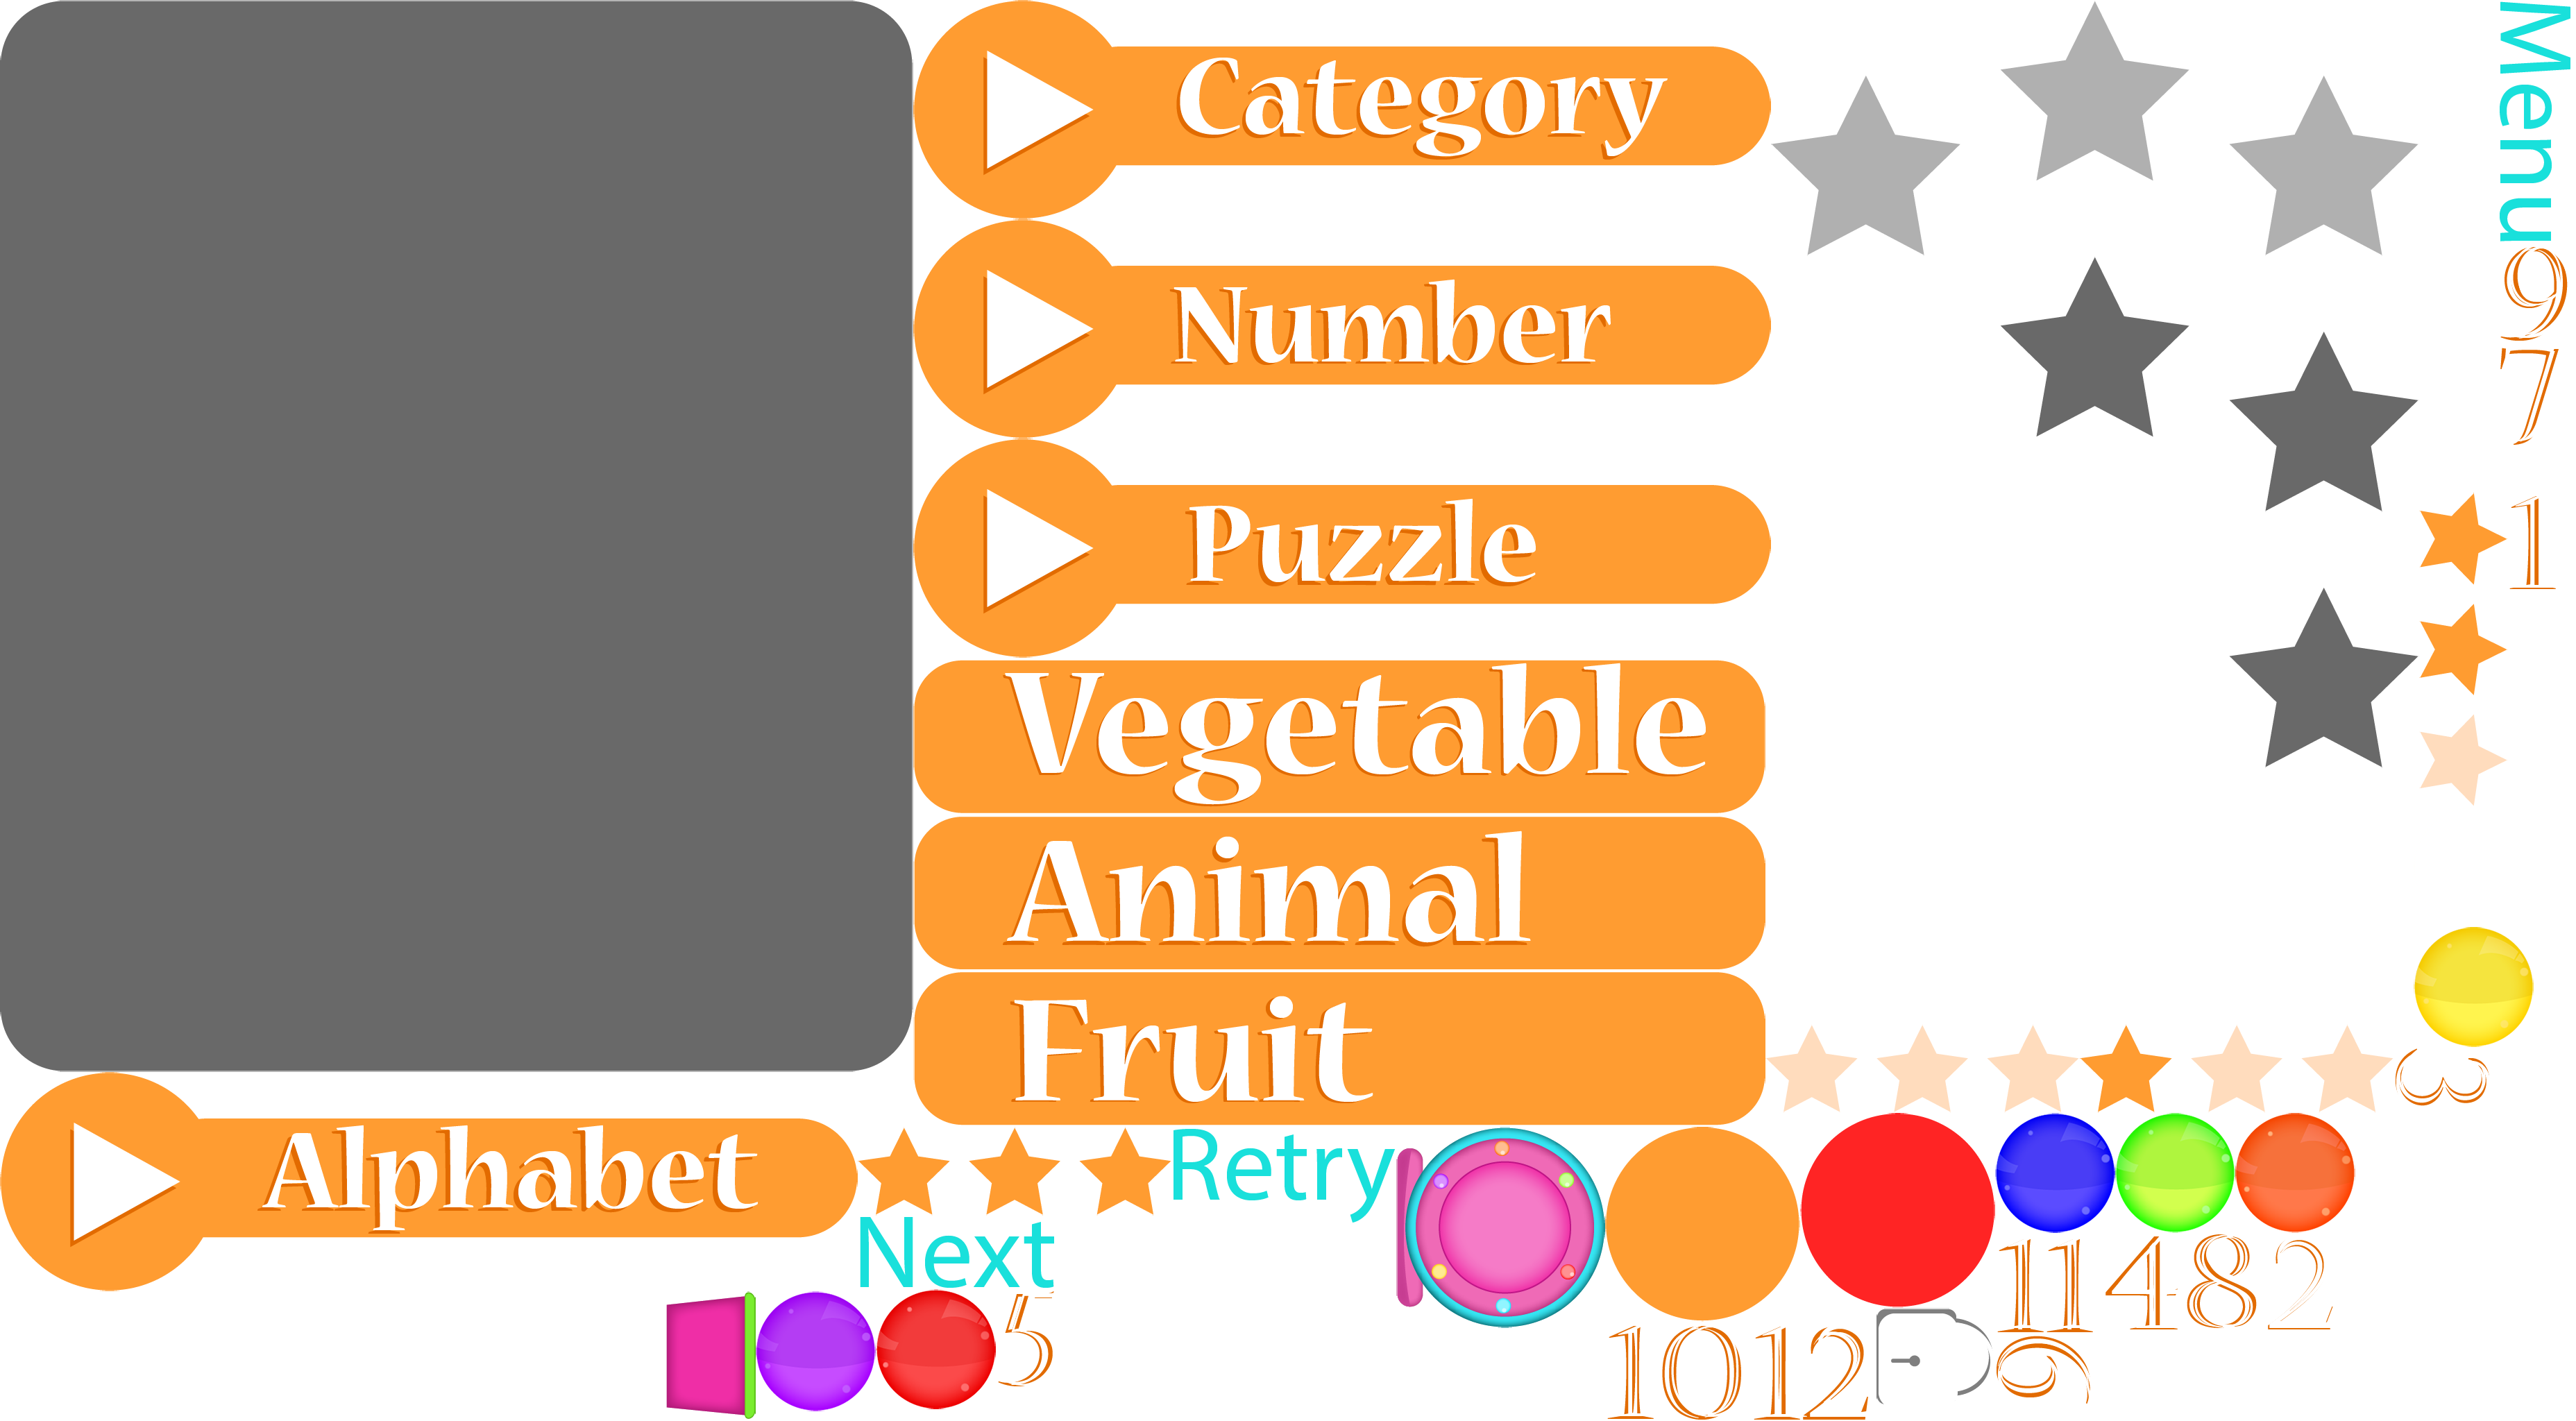 Category
Menu
Number
9
7
Puzzle
1
Vegetable
Animal
Fruit
3
Alphabet
Retry
Next
5
11 4 8 2
10 12
6